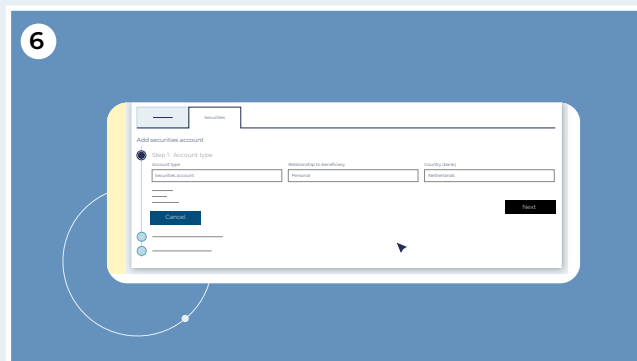 6
Securities
Add securities account
Step 1: Account type
Account type Relationship to beneficiary Country (bank)
Securities account Personal Netherlands
Next
Cancel